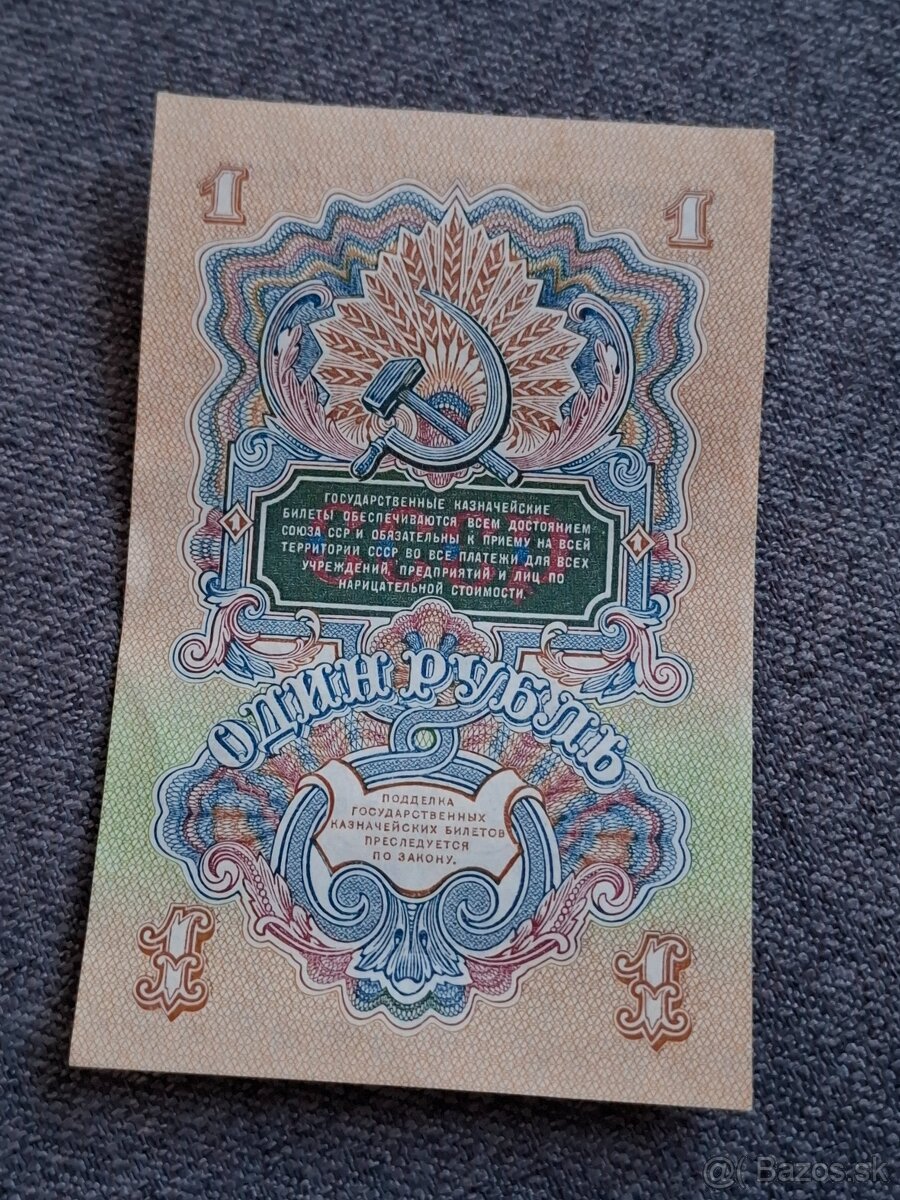 1 1
ГОСУДАРСТВЕННЫЕ КАЗНАЧЕЙСКИЕ
БИЛЕТЫ ОБЕСПЕЧИВАЮТСЯ ВСЕМ ДОСТОЯНИЕМ
СОЮЗА ССР И ОБЯЗАТЕЛЬНЫ К ПРИЕМУ НА ВСЕЙ
ТЕРРИТОРИИ СССР ВО ВСЕ ПЛАТЕЖИ ДЛЯ ВСЕХ
УЧРЕЖДЕНИЙ, ПРЕДПРИЯТИЙ И ЛИЦ ПО
НАРИЦАТЕЛЬНОЙ СТОИМОСТИ.
1 1
ОДИН РУБЛЬ
ПОДДЕЛКА
ГОСУДАРСТВЕННЫХ
КАЗНАЧЕЙСКИХ БИЛЕТОВ
ПРЕСЛЕДУЕТСЯ
ПО ЗАКОНУ.
1 1
@( Bazos.sk